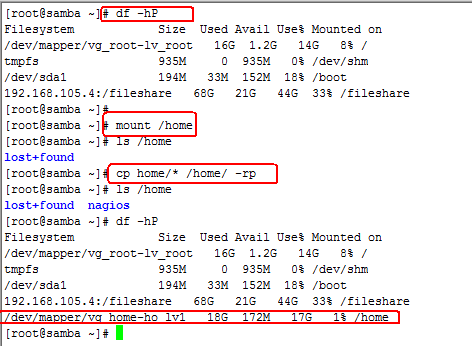 [root@samba ~]# df -hP
Filesystem Size Used Avail Use% Mounted on
/dev/mapper/vg_root-lv_root 16G 1.2G 14G 8% /
tmpfs 935M 0 935M 0% /dev/shm
/dev/sda1 194M 33M 152M 18% /boot
192.168.105.4:/fileshare 68G 21G 44G 33% /fileshare
[root@samba ~]#
[root@samba ~]# mount /home
[root@samba ~]# ls /home
lost+found
[root@samba ~]# cp home/* /home/ -rp
[root@samba ~]# ls /home
lost+found nagios
[root@samba ~]# df -hP
Filesystem Size Used Avail Use% Mounted on
/dev/mapper/vg_root-lv_root 16G 1.2G 14G 8% /
tmpfs 935M 0 935M 0% /dev/shm
/dev/sda1 194M 33M 152M 18% /boot
192.168.105.4:/fileshare 68G 21G 44G 33% /fileshare
/dev/mapper/vg_home-ho_lv1 18G 172M 17G 1% /home
[root@samba ~]#